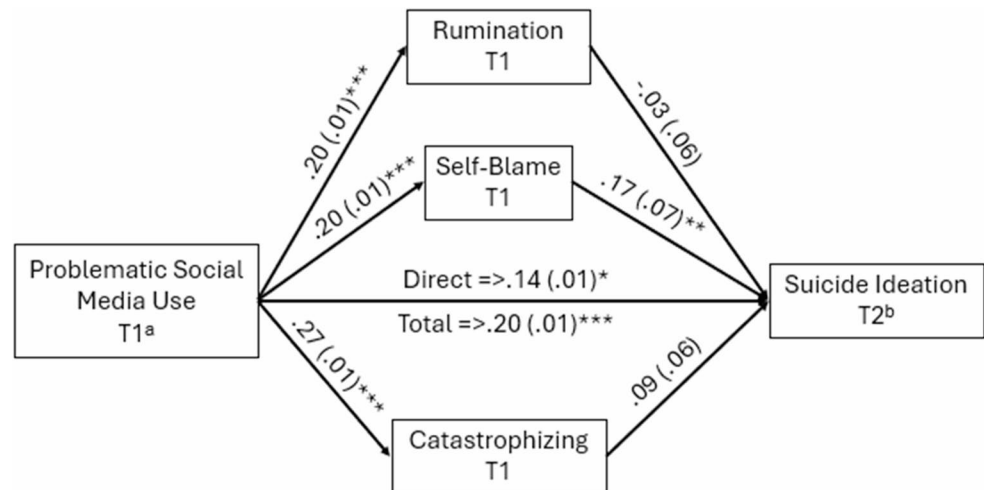 Rumination
T1
.20 (.01)***
-.03 (.06)
Self-Blame
T1
.20 (.01)***
.17 (.07)**
Problematic Social
Media Use
T1ᵃ
Direct =>.14 (.01)*
Total =>.20 (.01)***
Suicide Ideation
T2ᵇ
.27 (.01)***
.09 (.06)
Catastrophizing
T1